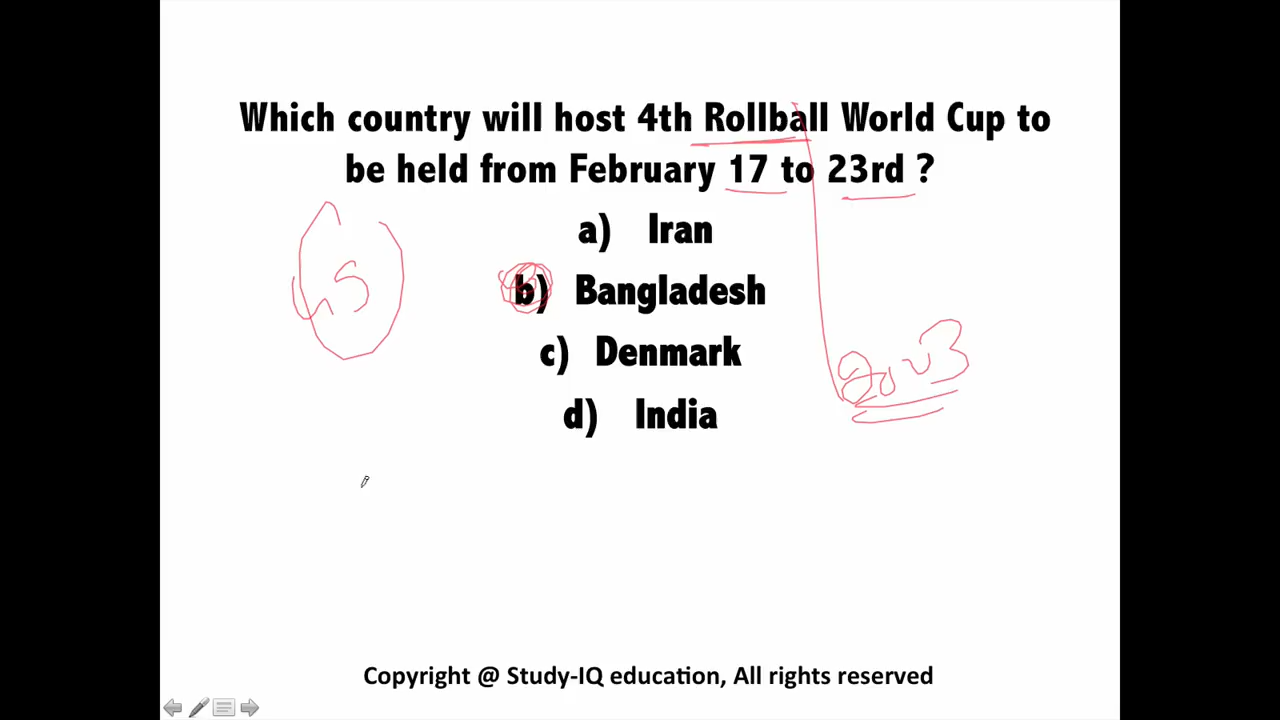 Which country will host 4th Rollball World Cup to
be held from February 17 to 23rd ?
a) Iran
b) Bangladesh
c) Denmark
d) India
2003
Copyright @ Study-IQ education, All rights reserved